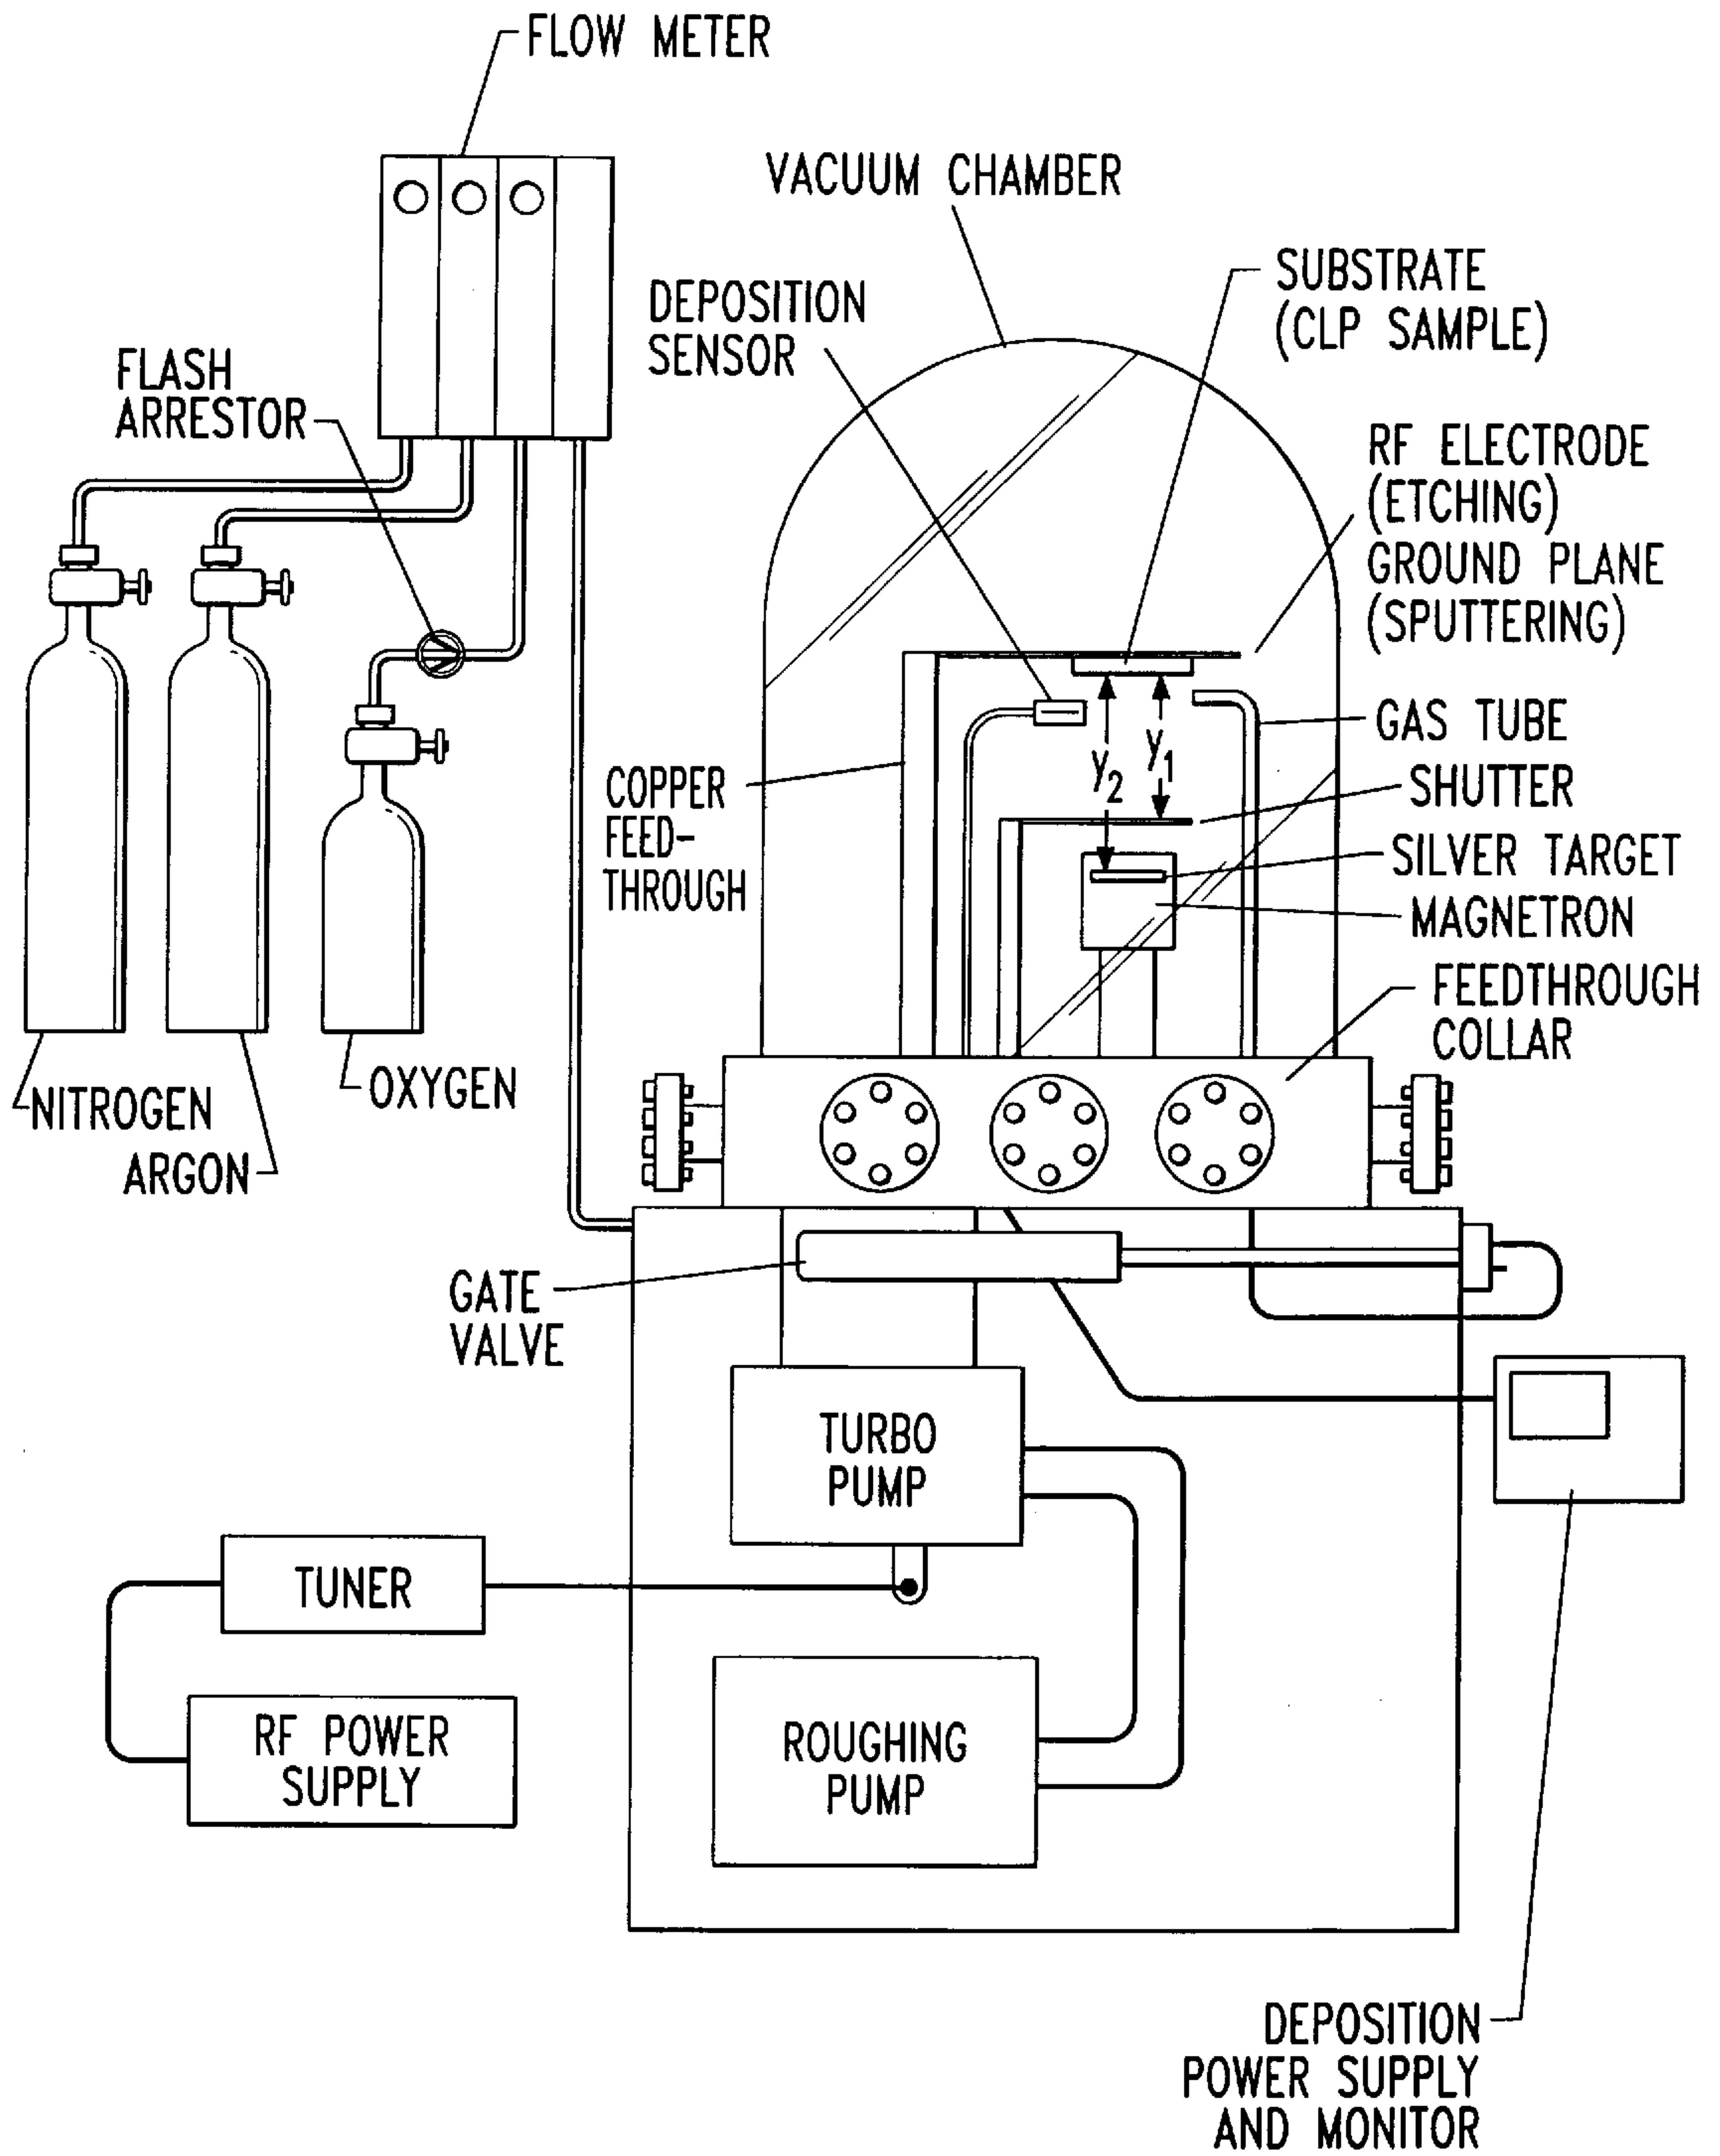 FLOW METER
VACUUM CHAMBER
SUBSTRATE
(CLP SAMPLE)
DEPOSITION
SENSOR
FLASH
ARRESTOR
RF ELECTRODE
(ETCHING)
GROUND PLANE
(SPUTTERING)
GAS TUBE
Y2
Y1
COPPER
FEED-
THROUGH
SHUTTER
SILVER TARGET
MAGNETRON
FEEDTHROUGH
COLLAR
NITROGEN
ARGON
OXYGEN
GATE
VALVE
TURBO
PUMP
TUNER
RF POWER
SUPPLY
ROUGHING
PUMP
DEPOSITION
POWER SUPPLY
AND MONITOR